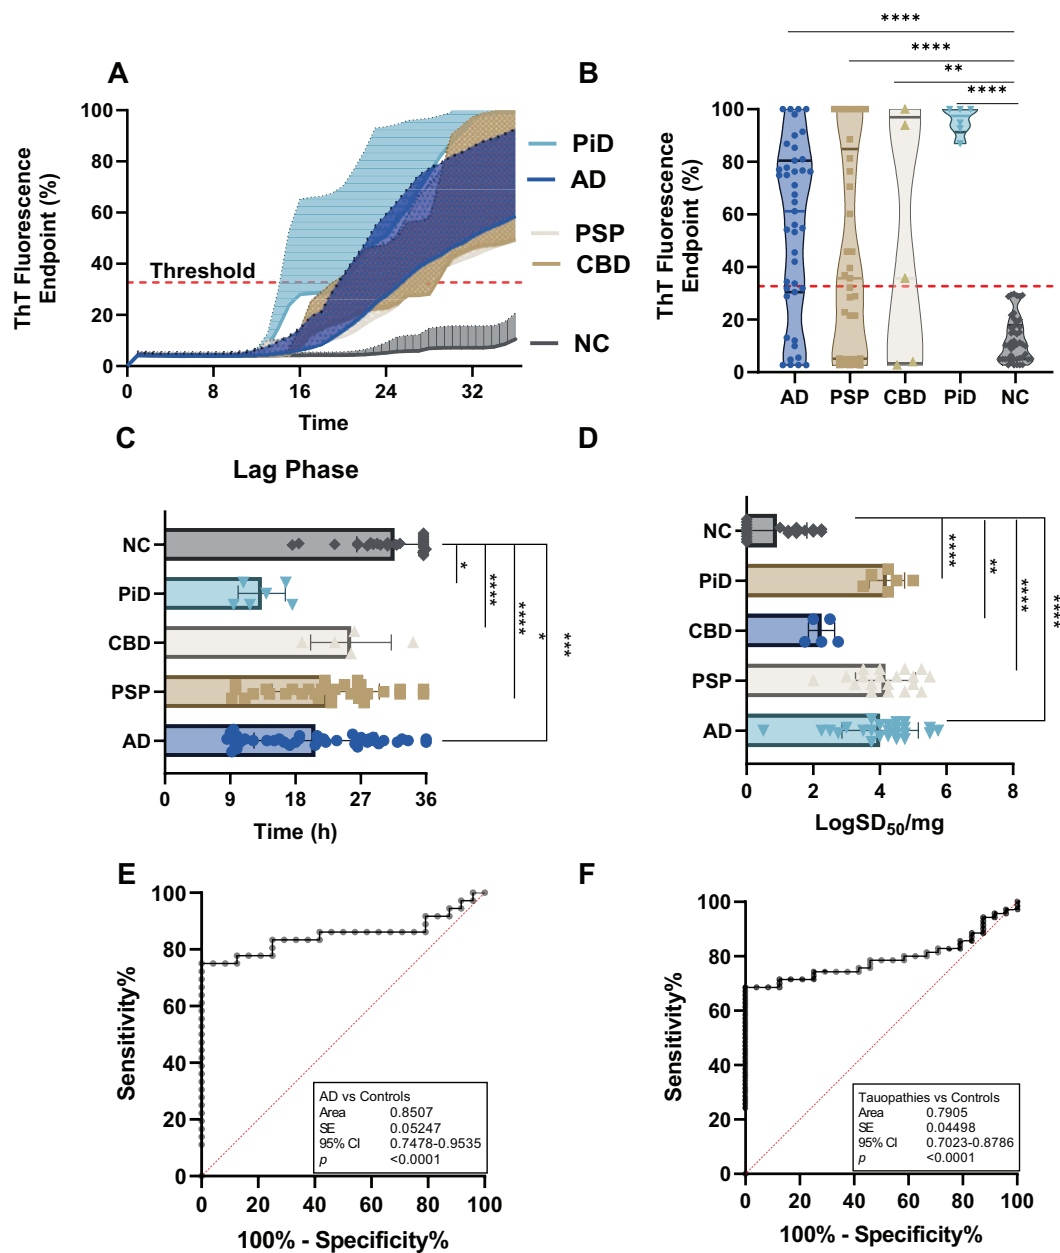 A
ThT Fluorescence
Endpoint (%)
100
80
60
40
20
0
Threshold
0
8
16
24
32
Time
PiD
AD
PSP
CBD
NC
B
****
****
**
****
ThT Fluorescence
Endpoint (%)
100
80
60
40
20
0
AD
PSP
CBD
PiD
NC
C
Lag Phase
NC
PiD
CBD
PSP
AD
*
****
****
*
***
0
9
18
27
36
Time (h)
D
NC
PiD
CBD
PSP
AD
****
**
****
****
0
2
4
6
8
LogSD50/mg
E
Sensitivity%
100
80
60
40
20
0
AD vs Controls
Area 0.8507
SE 0.05247
95% CI 0.7478-0.9535
p <0.0001
0
20
40
60
80
100
100% - Specificity%
F
Sensitivity%
100
80
60
40
20
0
Tauopathies vs Controls
Area 0.7905
SE 0.04498
95% CI 0.7023-0.8786
p <0.0001
0
20
40
60
80
100
100% - Specificity%